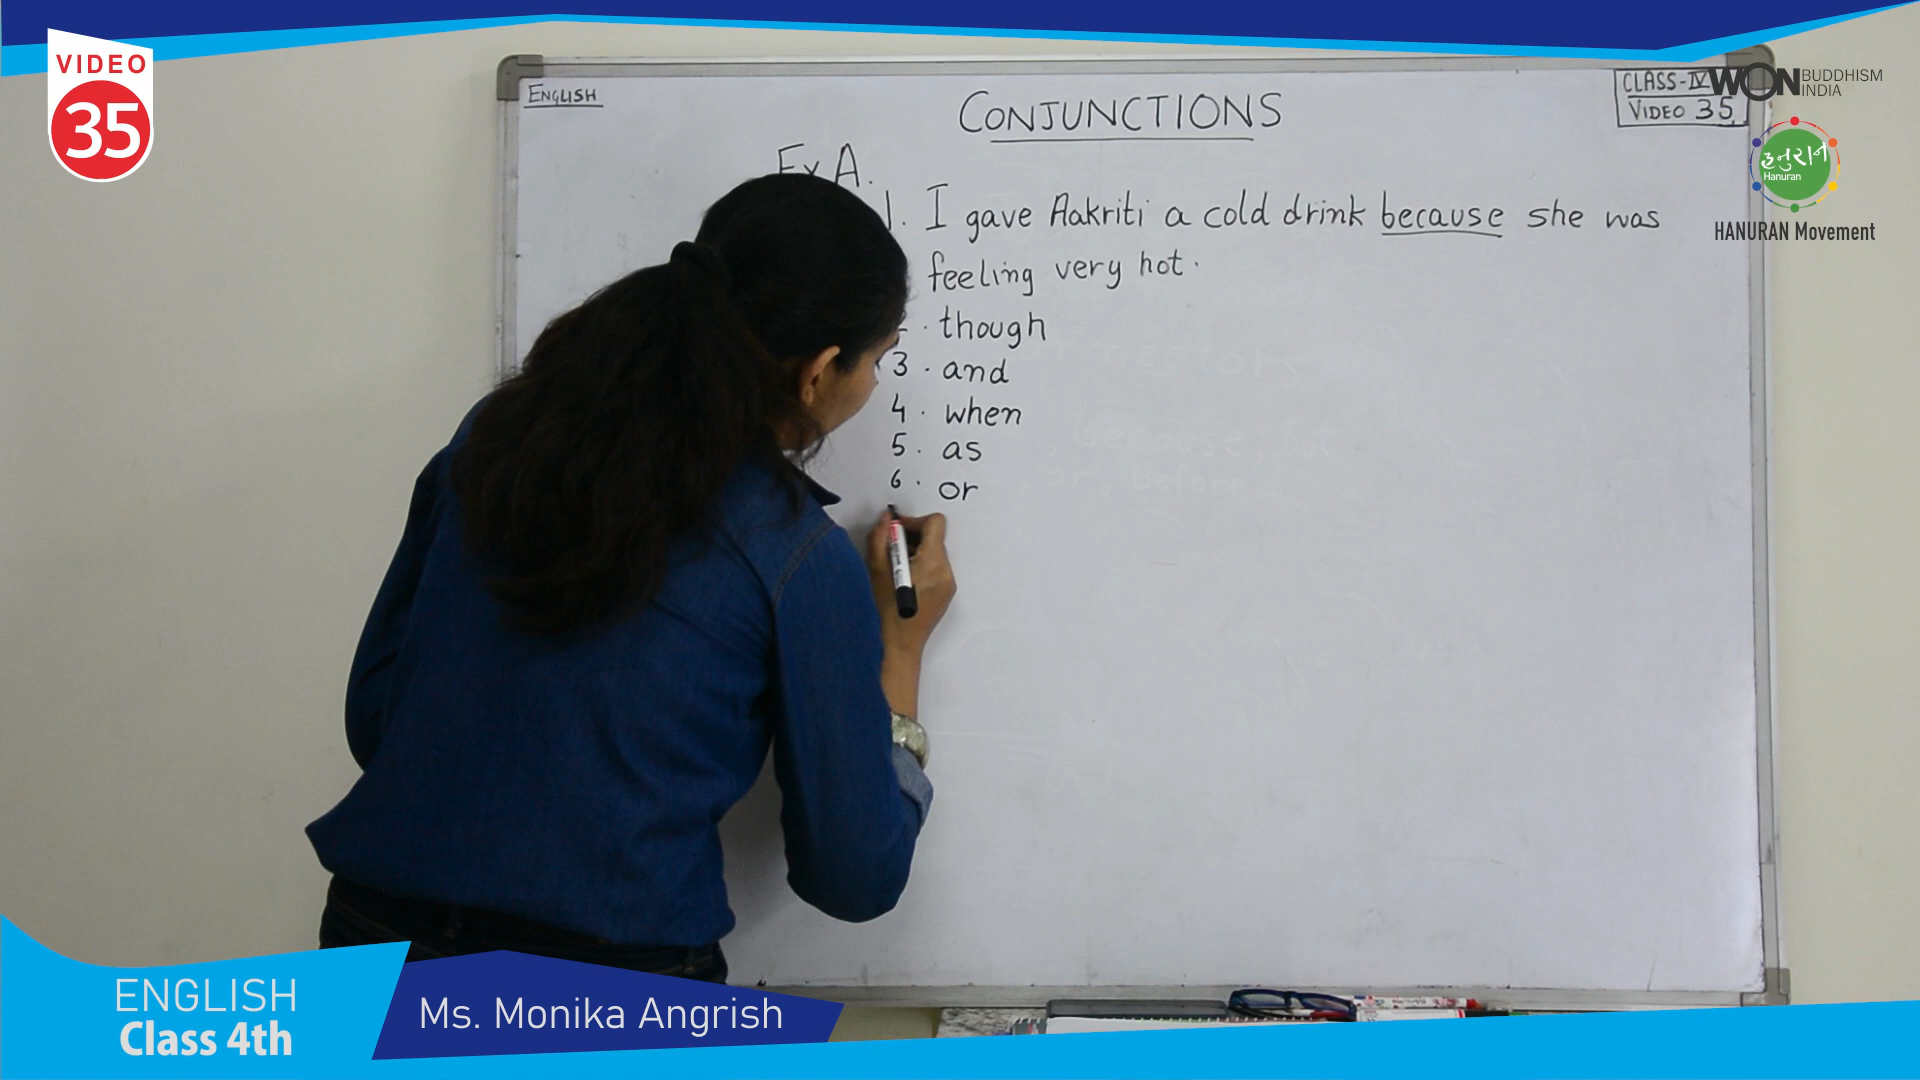 VIDEO
35
ENGLISH
CONJUNCTIONS
CLASS-IV
VIDEO 35
WON BUDDHISM INDIA
हनुरान
Hanuran
HANURAN Movement
Ex A.
1. I gave Aakriti a cold drink because she was
feeling very hot.
. though
3. and
4. when
5. as
6. or
ENGLISH
Class 4th
Ms. Monika Angrish